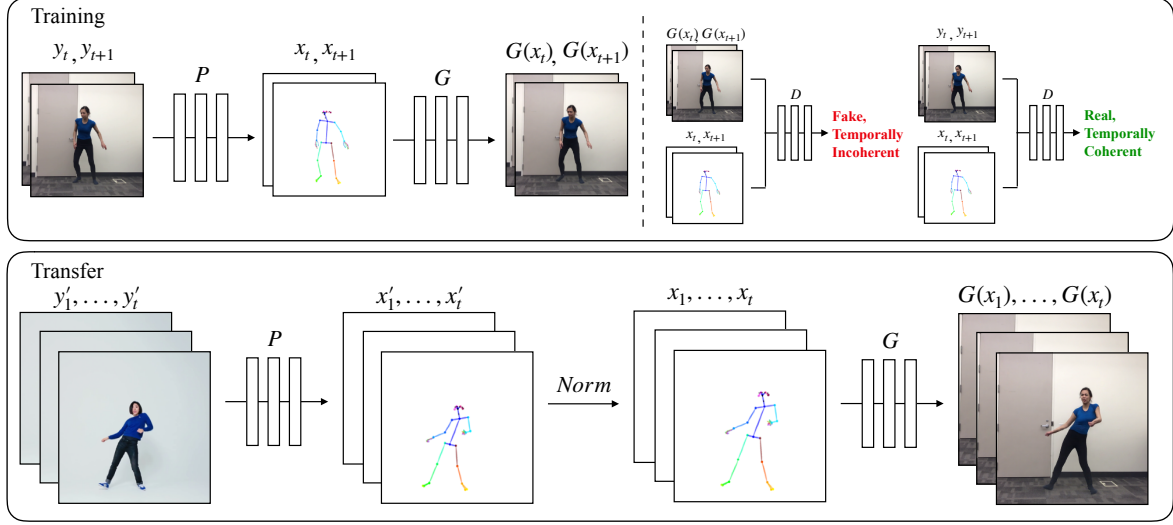 Training
y_t, y_{t+1}
P
x_t, x_{t+1}
G
G(x_t), G(x_{t+1})
G(x_t), G(x_{t+1})
x_t, x_{t+1}
D
Fake,
Temporally
Incoherent
y_t, y_{t+1}
x_t, x_{t+1}
D
Real,
Temporally
Coherent
Transfer
y′_1, . . . , y′_t
P
x′_1, . . . , x′_t
Norm
x_1, . . . , x_t
G
G(x_1), . . . , G(x_t)